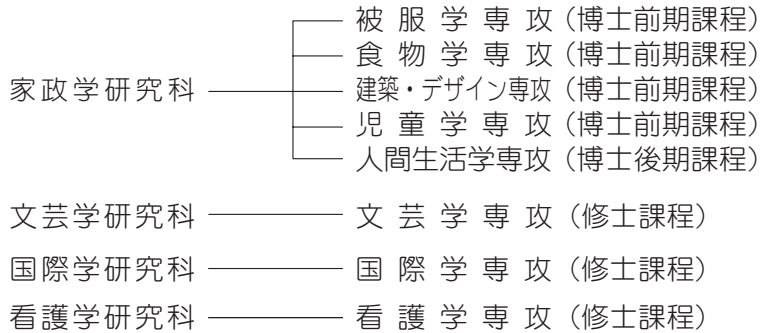 被服学専攻（博士前期課程）
食物学専攻（博士前期課程）
家政学研究科 建築・デザイン専攻（博士前期課程）
児童学専攻（博士前期課程）
人間生活学専攻（博士後期課程）
文芸学研究科 文芸学専攻（修士課程）
国際学研究科 国際学専攻（修士課程）
看護学研究科 看護学専攻（修士課程）